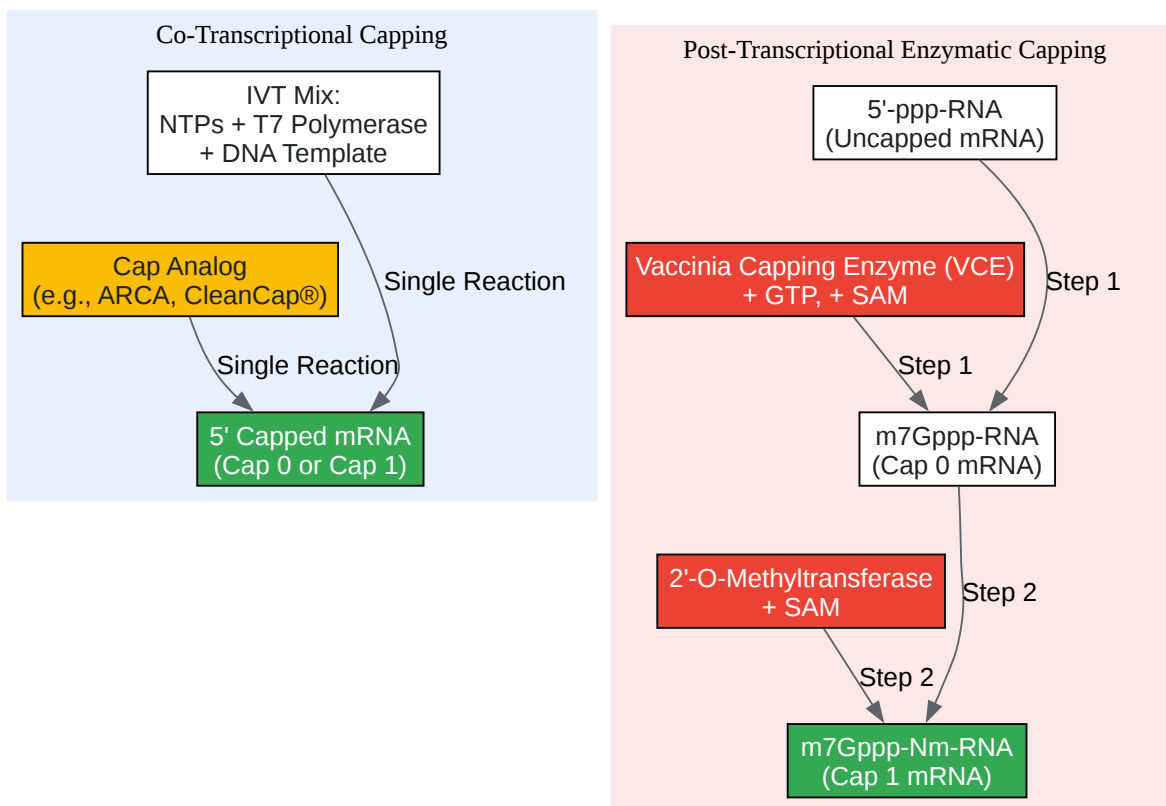 Co-Transcriptional Capping
IVT Mix:
NTPs + T7 Polymerase
+ DNA Template
Cap Analog
(e.g., ARCA, CleanCap®)
Single Reaction
Single Reaction
5' Capped mRNA
(Cap 0 or Cap 1)
Post-Transcriptional Enzymatic Capping
5'-ppp-RNA
(Uncapped mRNA)
Vaccinia Capping Enzyme (VCE)
+ GTP, + SAM
Step 1
Step 1
m7Gppp-RNA
(Cap 0 mRNA)
2'-O-Methyltransferase
+ SAM
Step 2
Step 2
m7Gppp-Nm-RNA
(Cap 1 mRNA)